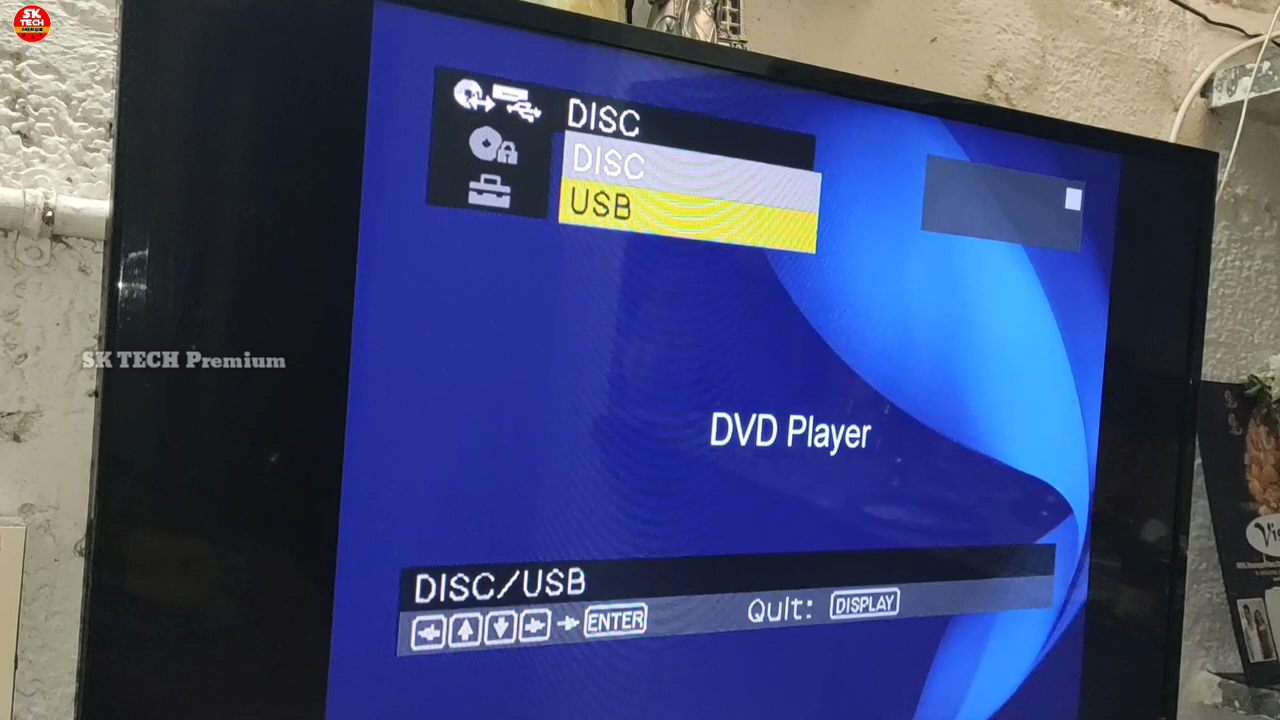 SK
TECH
DISC
DISC
USB
SK TECH Premium
DVD Player
DISC/USB
ENTER
Quit: DISPLAY